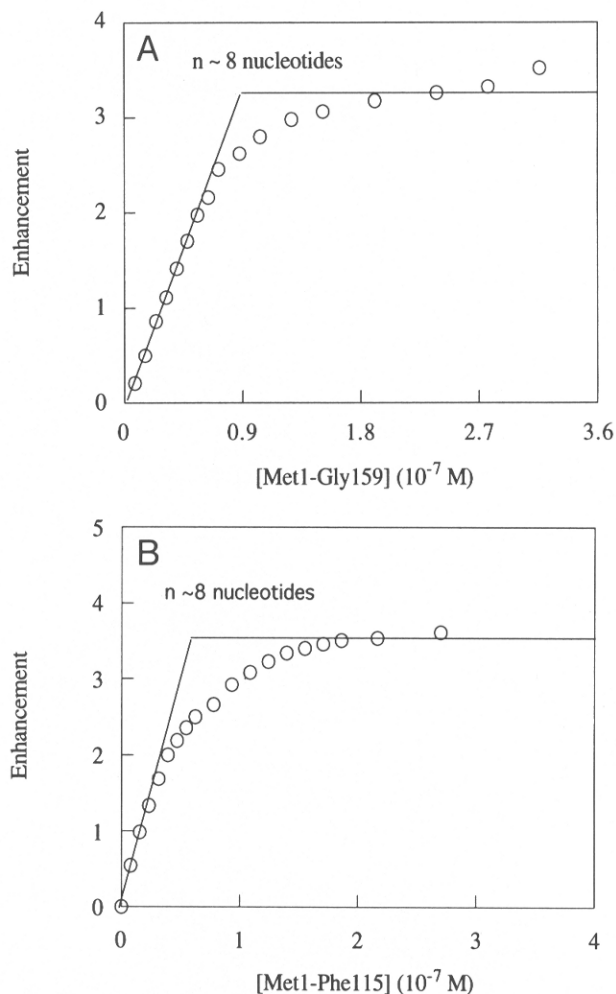 A
n ~ 8 nucleotides
4
3
2
1
0
Enhancement
0 0.9 1.8 2.7 3.6
[Met1-Gly159] (10-7 M)
B
n ~8 nucleotides
5
4
3
2
1
0
Enhancement
0 1 2 3 4
[Met1-Phe115] (10-7 M)